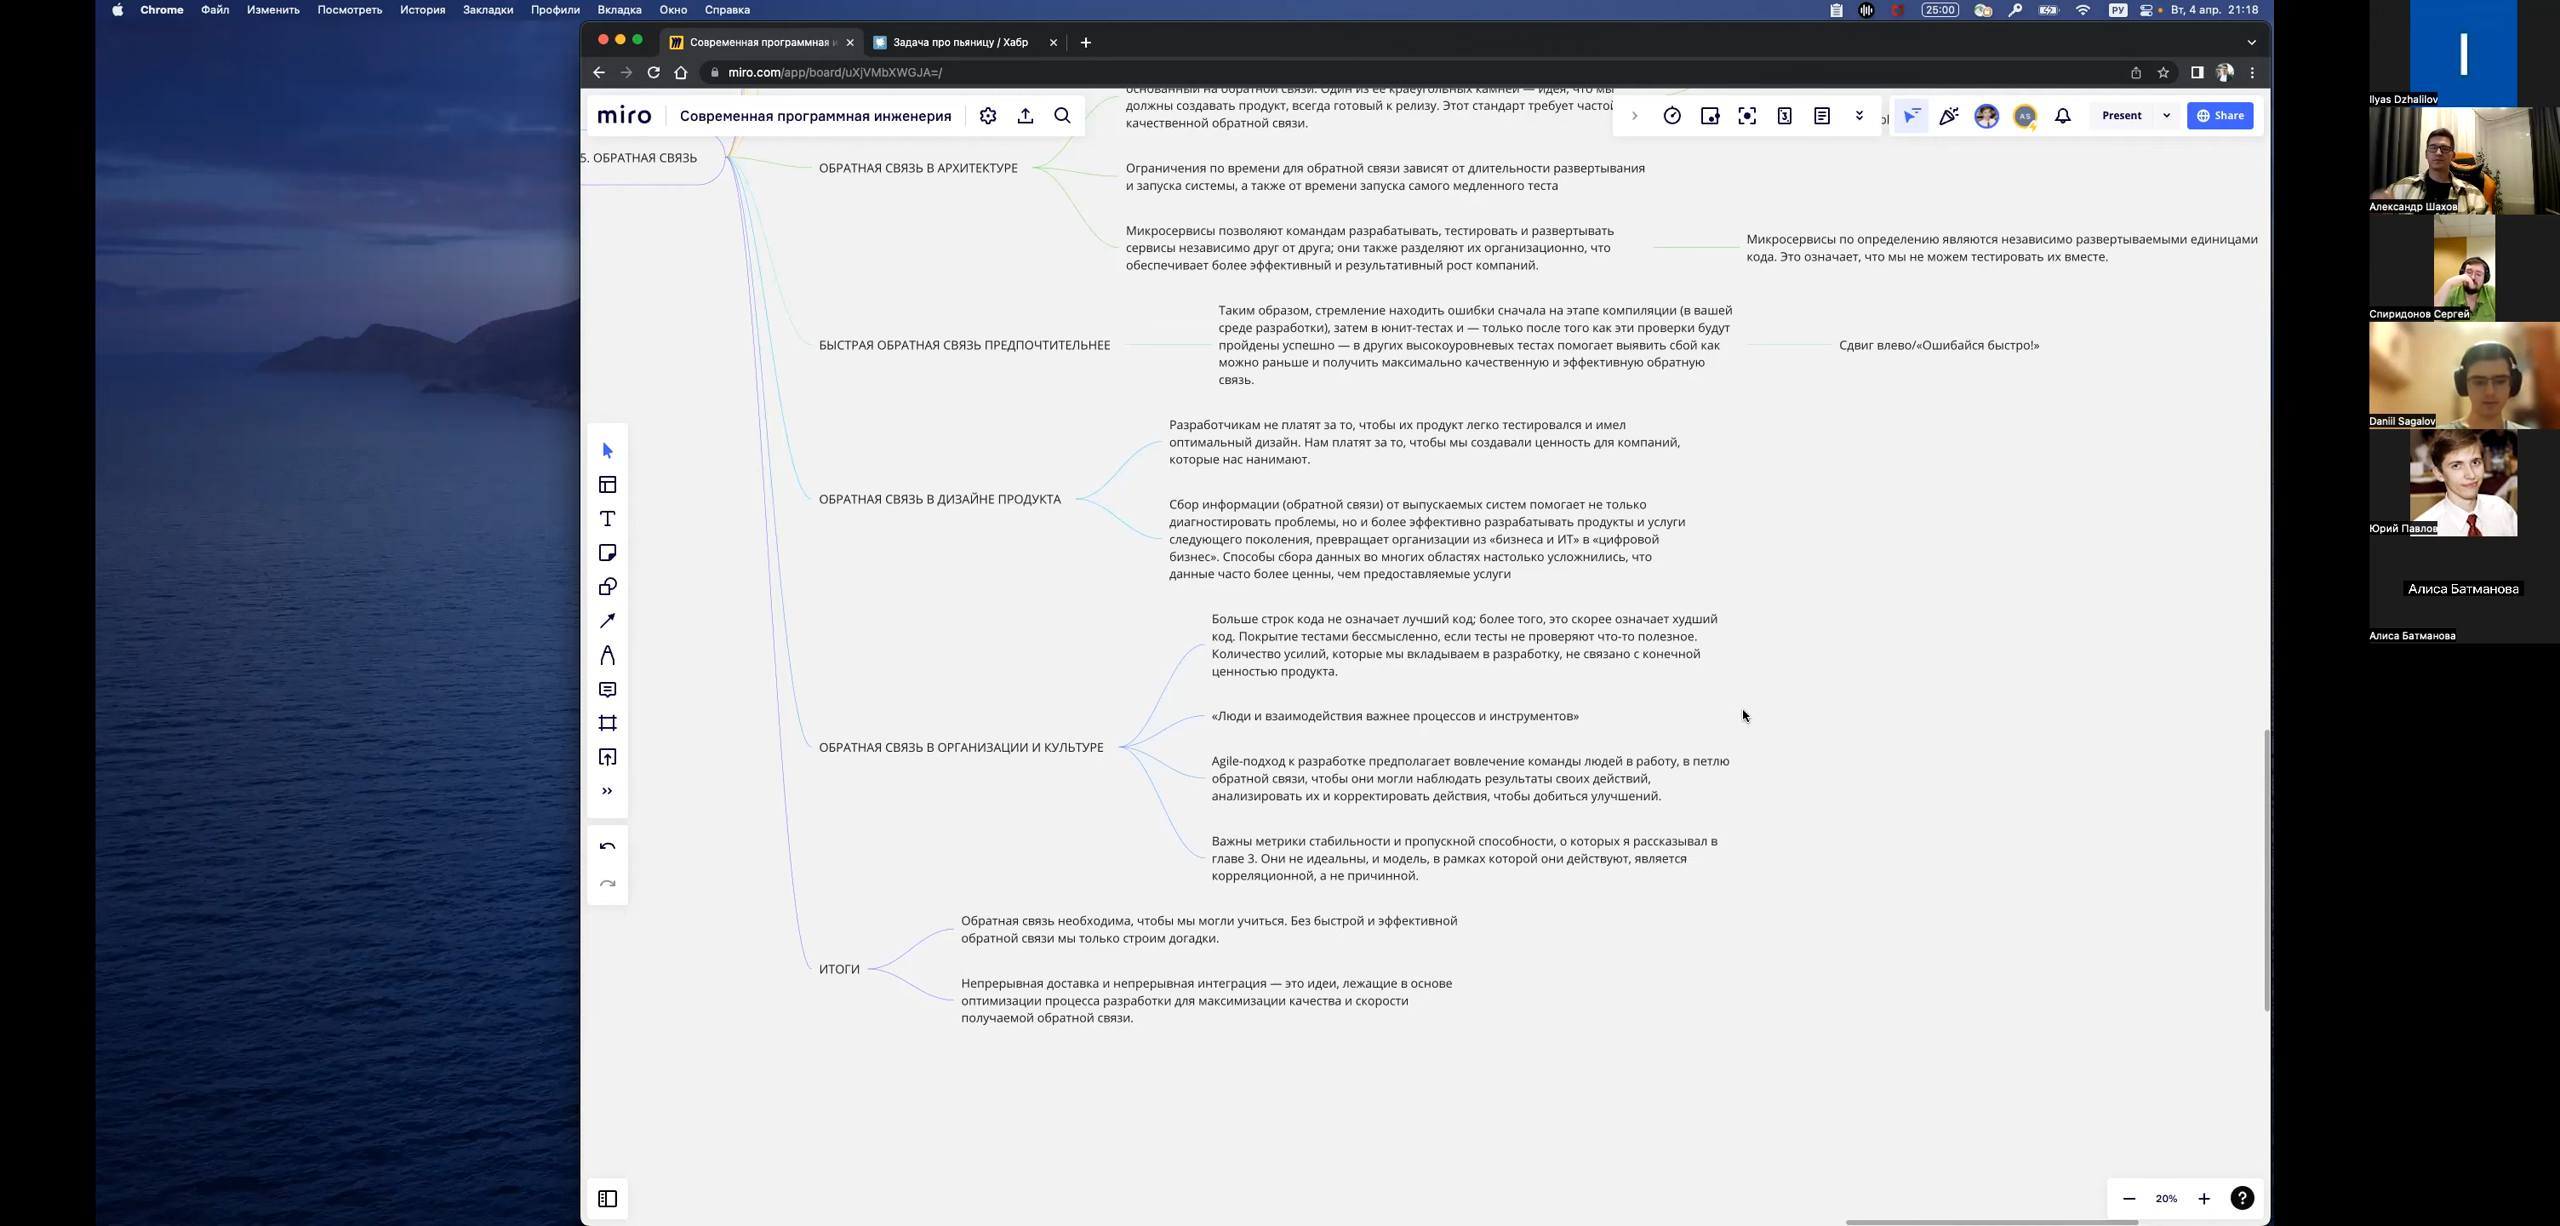 Chrome Файл Изменить Посмотреть История Закладки Профили Вкладка Окно Справка
25:00 РУ Вт, 4 апр. 21:18
Современная программная и
Задача про пьяницу / Хабр
miro.com/app/board/uXjVMbXWGJA=/
miro
Современная программная инженерия
Present
Share
AS
основанный на обратной связи. Один из ее краеугольных камней — идея, что мы
должны создавать продукт, всегда готовый к релизу. Этот стандарт требует частой
качественной обратной связи.
5. ОБРАТНАЯ СВЯЗЬ
ОБРАТНАЯ СВЯЗЬ В АРХИТЕКТУРЕ
Ограничения по времени для обратной связи зависят от длительности развертывания
и запуска системы, а также от времени запуска самого медленного теста
Микросервисы позволяют командам разрабатывать, тестировать и развертывать
сервисы независимо друг от друга; они также разделяют их организационно, что
обеспечивает более эффективный и результативный рост компаний.
Микросервисы по определению являются независимо развертываемыми единицами
кода. Это означает, что мы не можем тестировать их вместе.
БЫСТРАЯ ОБРАТНАЯ СВЯЗЬ ПРЕДПОЧТИТЕЛЬНЕЕ
Таким образом, стремление находить ошибки сначала на этапе компиляции (в вашей
среде разработки), затем в юнит-тестах и — только после того как эти проверки будут
пройдены успешно — в других высокоуровневых тестах помогает выявить сбой как
можно раньше и получить максимально качественную и эффективную обратную
связь.
Сдвиг влево/«Ошибайся быстро!»
ОБРАТНАЯ СВЯЗЬ В ДИЗАЙНЕ ПРОДУКТА
Разработчикам не платят за то, чтобы их продукт легко тестировался и имел
оптимальный дизайн. Нам платят за то, чтобы мы создавали ценность для компаний,
которые нас нанимают.
Сбор информации (обратной связи) от выпускаемых систем помогает не только
диагностировать проблемы, но и более эффективно разрабатывать продукты и услуги
следующего поколения, превращает организации из «бизнеса и ИТ» в «цифровой
бизнес». Способы сбора данных во многих областях настолько усложнились, что
данные часто более ценны, чем предоставляемые услуги
ОБРАТНАЯ СВЯЗЬ В ОРГАНИЗАЦИИ И КУЛЬТУРЕ
Больше строк кода не означает лучший код; более того, это скорее означает худший
код. Покрытие тестами бессмысленно, если тесты не проверяют что-то полезное.
Количество усилий, которые мы вкладываем в разработку, не связано с конечной
ценностью продукта.
«Люди и взаимодействия важнее процессов и инструментов»
Agile-подход к разработке предполагает вовлечение команды людей в работу, в петлю
обратной связи, чтобы они могли наблюдать результаты своих действий,
анализировать их и корректировать действия, чтобы добиться улучшений.
Важны метрики стабильности и пропускной способности, о которых я рассказывал в
главе 3. Они не идеальны, и модель, в рамках которой они действуют, является
корреляционной, а не причинной.
ИТОГИ
Обратная связь необходима, чтобы мы могли учиться. Без быстрой и эффективной
обратной связи мы только строим догадки.
Непрерывная доставка и непрерывная интеграция — это идеи, лежащие в основе
оптимизации процесса разработки для максимизации качества и скорости
получаемой обратной связи.
20%
I
Ilyas Dzhalilov
Александр Шахов
Спиридонов Сергей
Daniil Sagalov
Юрий Павлов
Алиса Батманова
Алиса Батманова